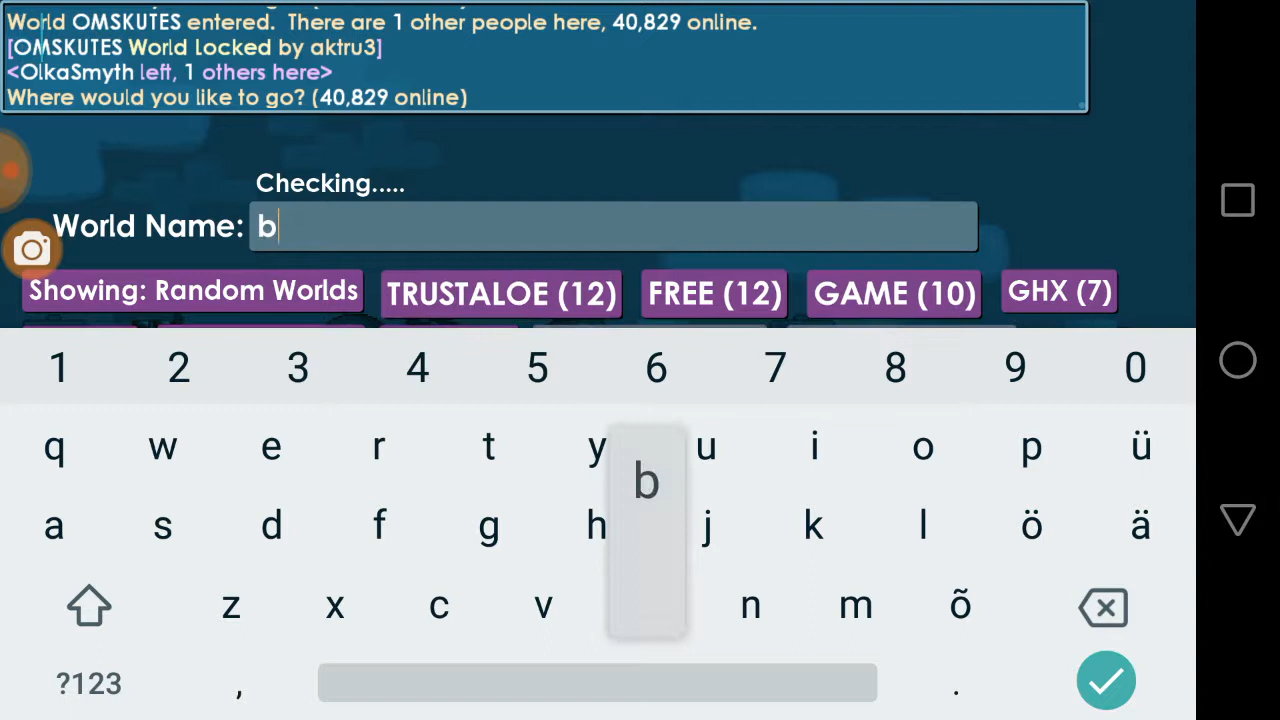 World OMSKUTES entered. There are 1 other people here, 40,829 online.
[OMSKUTES World Locked by aktru3]
<OlkaSmyth left, 1 others here>
Where would you like to go? (40,829 online)
Checking.....
World Name: b
Showing: Random Worlds TRUSTALOE (12) FREE (12) GAME (10) GHX (7)
1 2 3 4 5 6 7 8 9 0
q w e r t y u i o p ü
b
a s d f g h j k l ö ä
z x c v n m õ
?123 , .